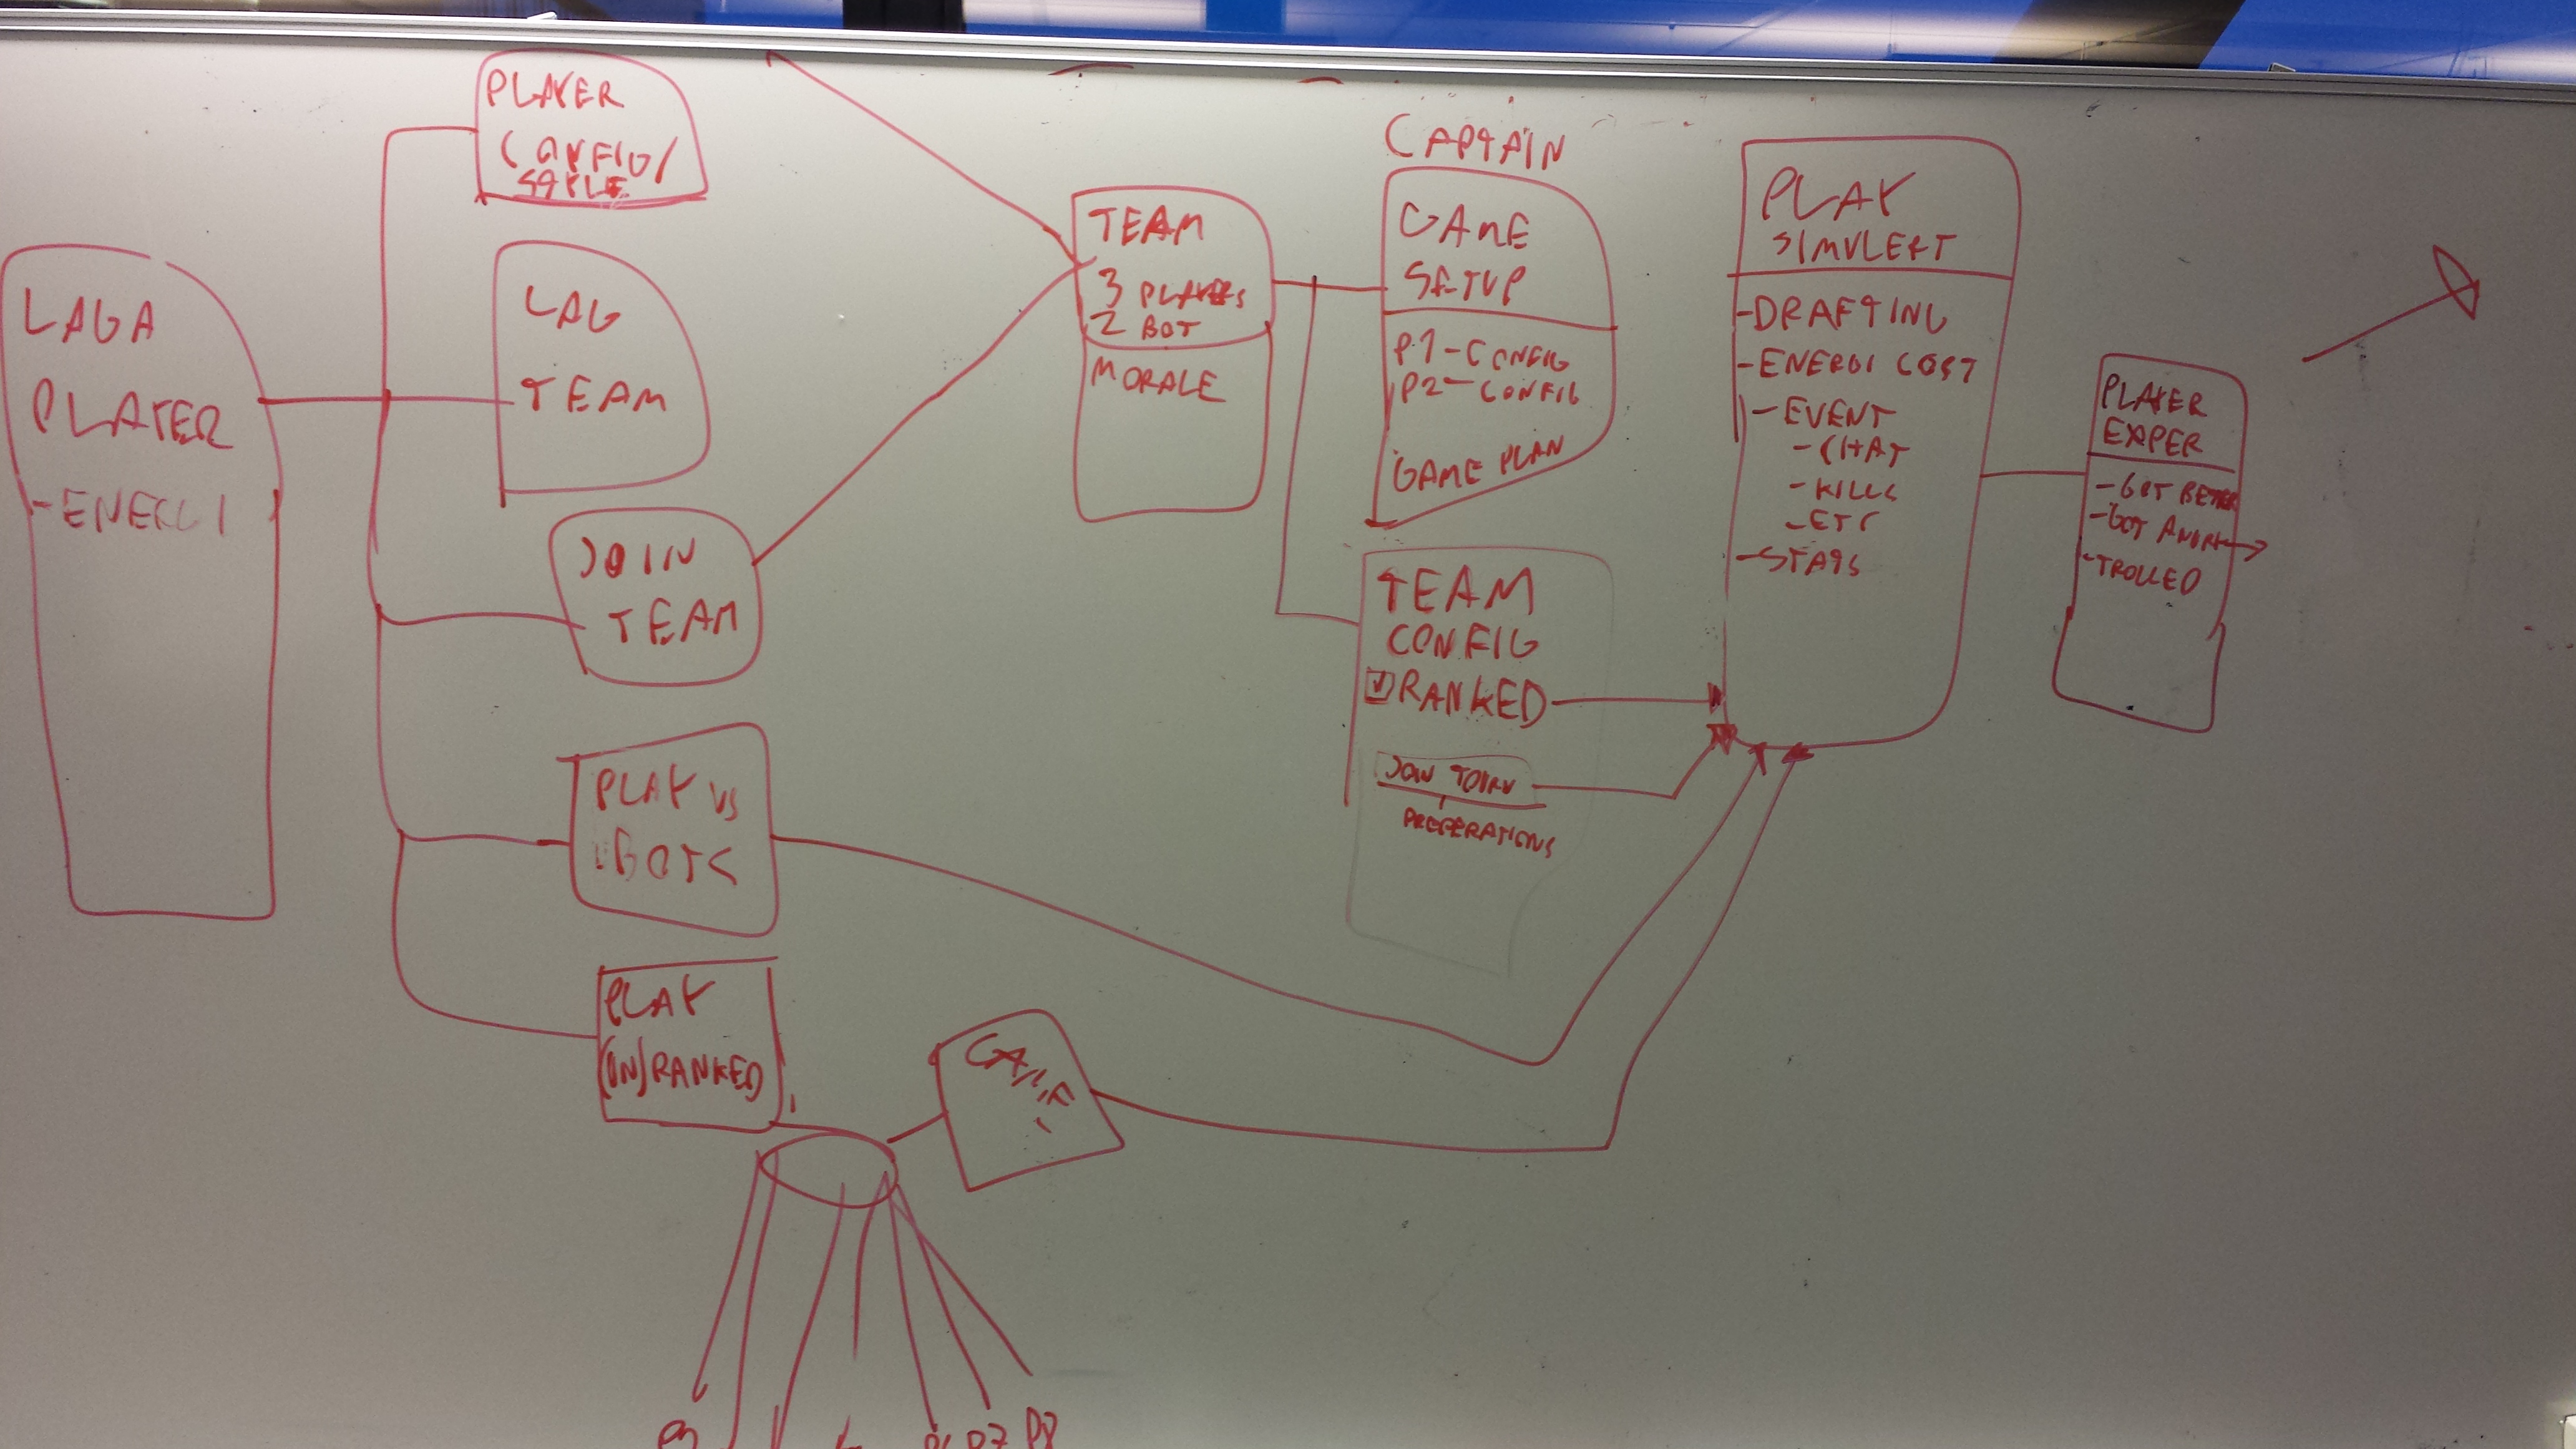 PLAYER
CONFIG/
STYLE
LAGA
PLAYER
-ENERGI
LAG
TEAM
JOIN
TEAM
PLAY VS
BOTS
PLAY
(UN)RANKED
GAME
P7 P8
TEAM
3 PLAYERS
2 BOT
MORALE
CAPTAIN
GAME
SETUP
P1-CONFIG
P2-CONFIG
GAME PLAN
TEAM
CONFIG
RANKED
JOIN TOURN
PREPERATIONS
PLAY
SIMULERT
-DRAFTING
-ENERGI COST
-EVENT
-CHAT
-KILLS
-ETC
-STATS
PLAYER
EXPER
-GOT BETTER
-GOT ANGRY
-TROLLED